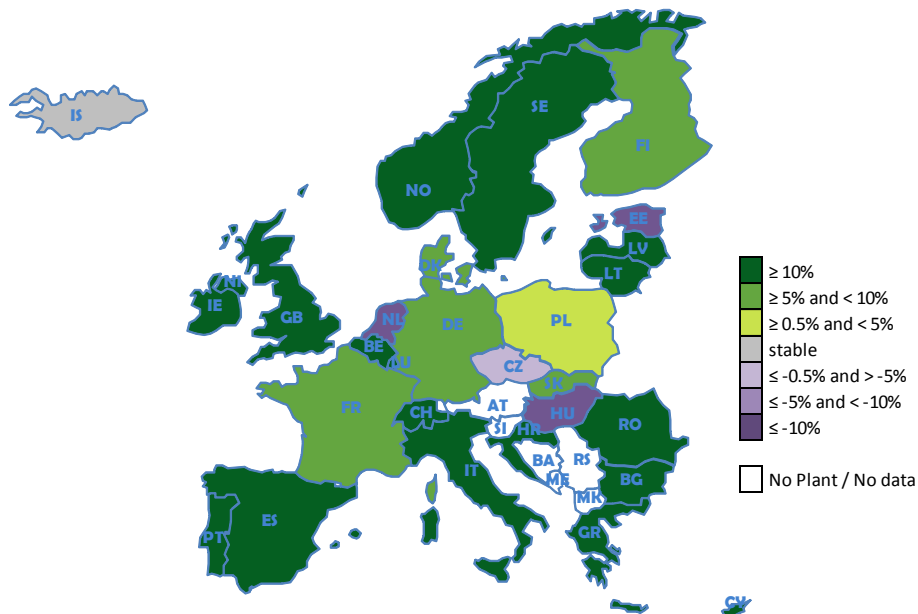 IS
SE
FI
NO
EE
LV
LT
DK
NI
IE
GB
NL
DE
PL
BE
LU
CZ
SK
FR
AT
HU
CH
SI
HR
RO
IT
BA
RS
ME
BG
MK
ES
PT
GR
CY
≥ 10%
≥ 5% and < 10%
≥ 0.5% and < 5%
stable
≤ -0.5% and > -5%
≤ -5% and < -10%
≤ -10%
No Plant / No data